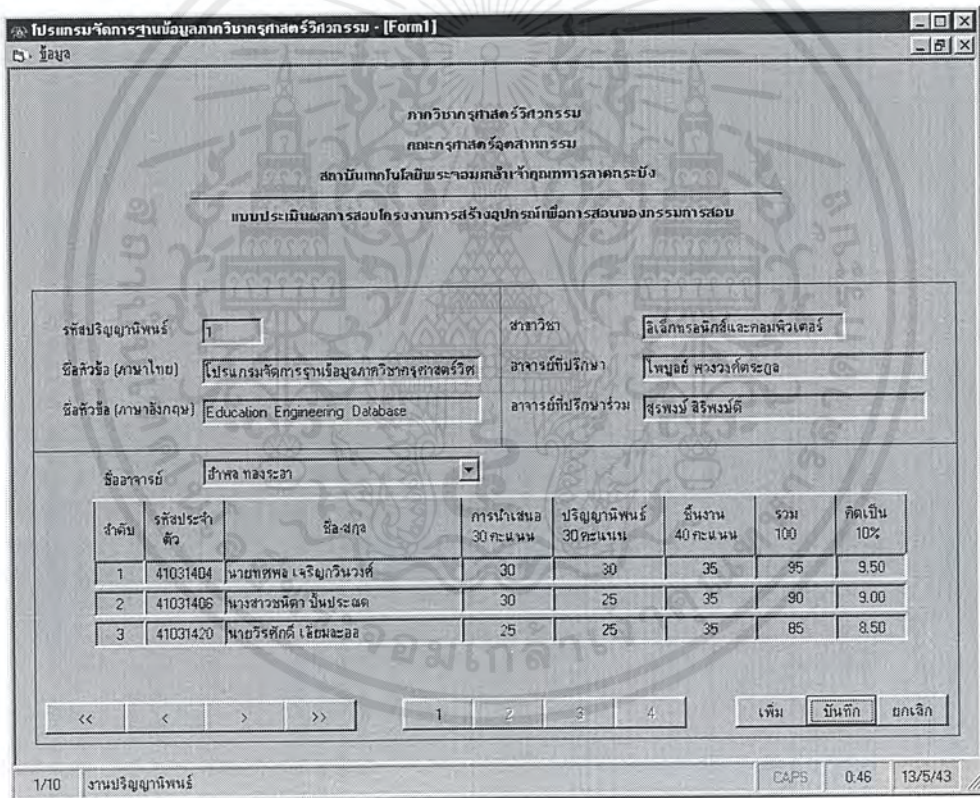 โปรแกรมจัดการฐานข้อมูลภาควิชาครุศาสตร์วิศวกรรม - [Form1]
ข้อมูล
ภาควิชาครุศาสตร์วิศวกรรม
คณะครุศาสตร์อุตสาหกรรม
สถาบันเทคโนโลยีพระจอมเกล้าเจ้าคุณทหารลาดกระบัง
แบบประเมินผลการสอบโครงงานการสร้างอุปกรณ์เพื่อการสอนของกรรมการสอบ
รหัสปริญญานิพนธ์ 1 สาขาวิชา อิเล็กทรอนิกส์และคอมพิวเตอร์
ชื่อหัวข้อ (ภาษาไทย) โปรแกรมจัดการฐานข้อมูลภาควิชาครุศาสตร์วิศ อาจารย์ที่ปรึกษา ไพบูลย์ พวงวงศ์ตระกูล
ชื่อหัวข้อ (ภาษาอังกฤษ) Education Engineering Database อาจารย์ที่ปรึกษาร่วม สุรพงษ์ สิริพงษ์ดี
ชื่ออาจารย์ อำพล ทองระอา
ลำดับ รหัสประจำตัว ชื่อ-สกุล การนำเสนอ 30 คะแนน ปริญญานิพนธ์ 30 คะแนน ชิ้นงาน 40 คะแนน รวม 100 คิดเป็น 10%
1 41031404 นายทศพล เจริญกวินวงศ์ 30 30 35 95 9.50
2 41031406 นางสาวชนิตา ปั้นประณต 30 25 35 90 9.00
3 41031420 นายวีรศักดิ์ เอี่ยมละออ 25 25 35 85 8.50
<< < > >> 1 2 3 4 เพิ่ม บันทึก ยกเลิก
1/10 งานปริญญานิพนธ์ CAPS 0:46 13/5/43